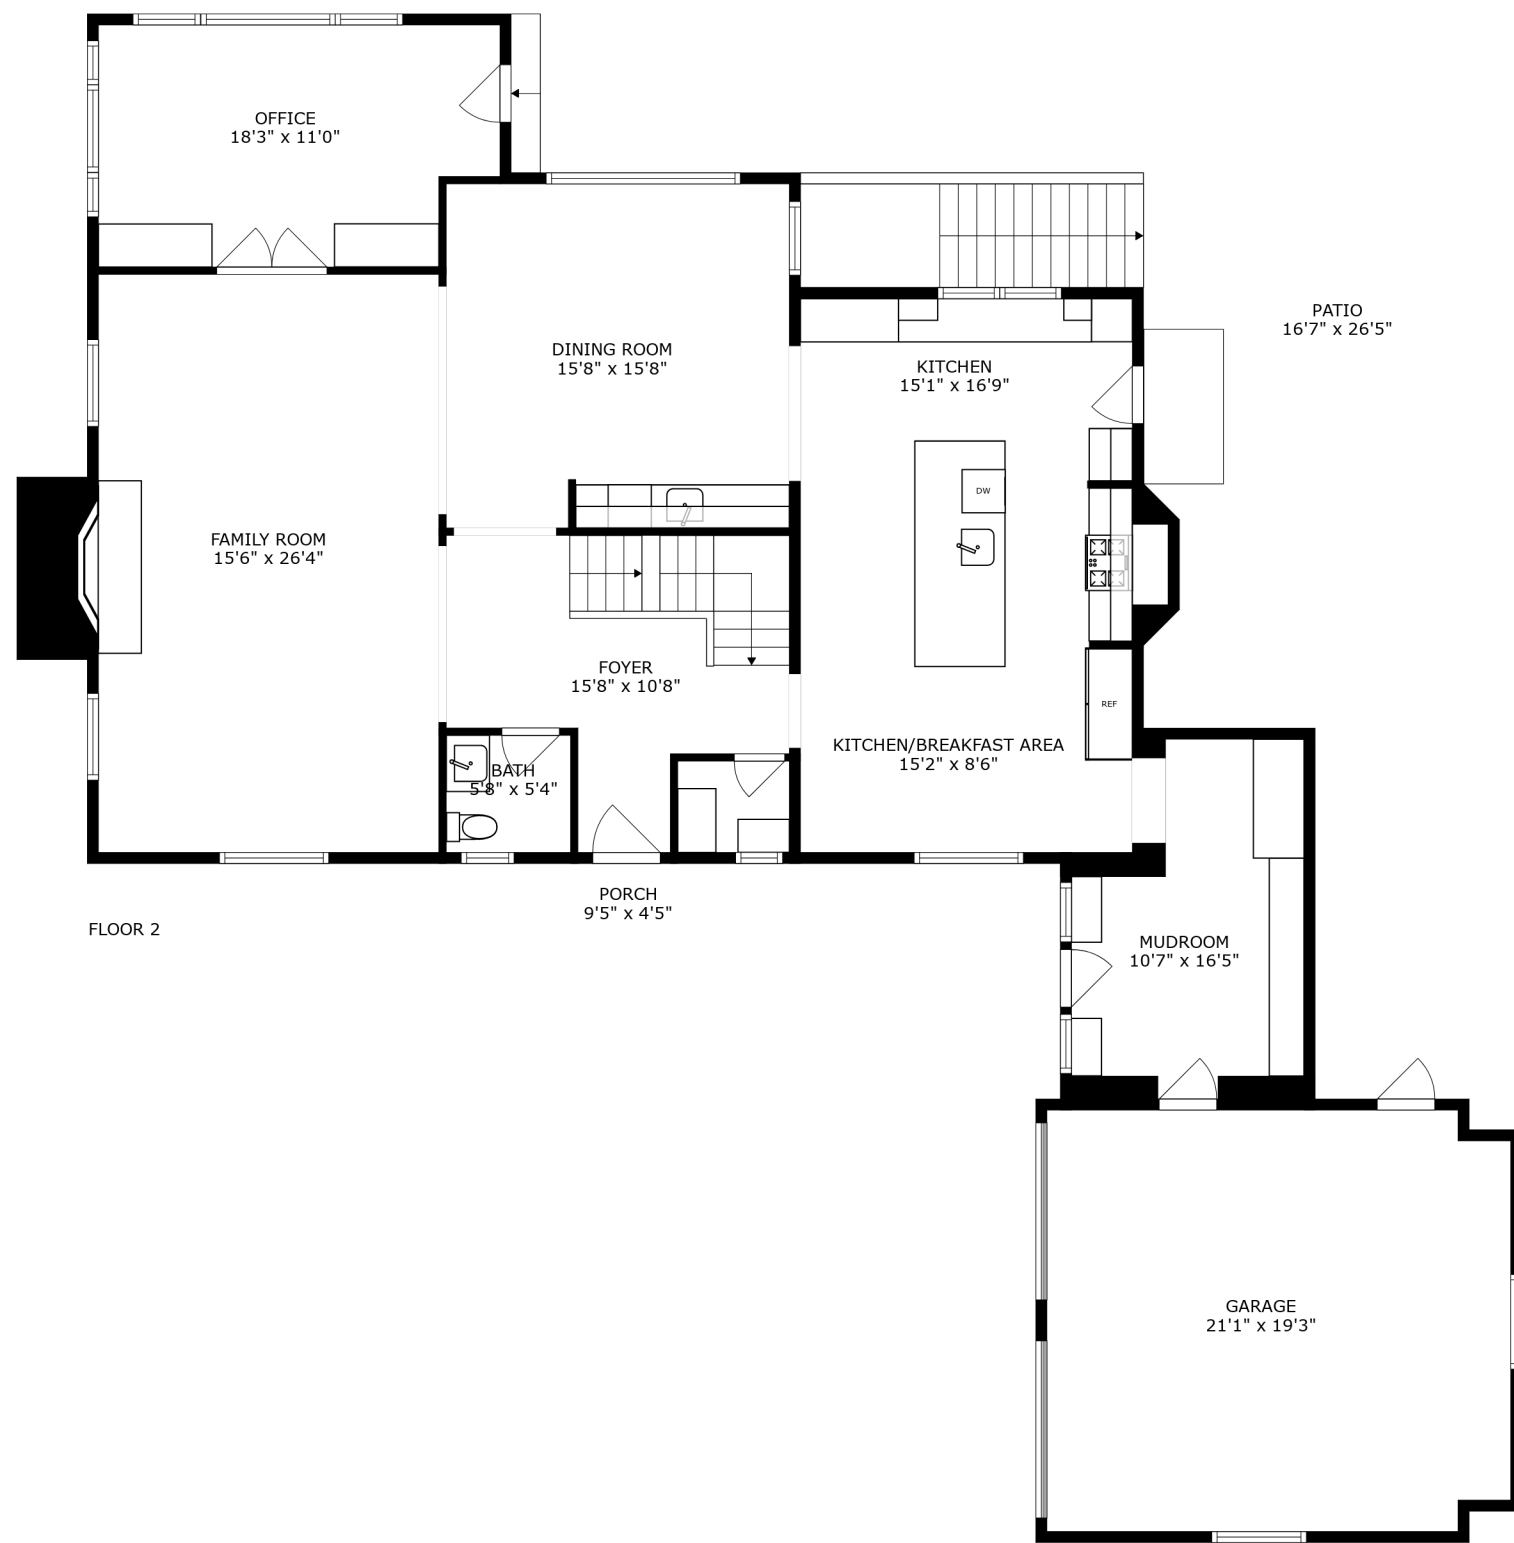 OFFICE
18'3" x 11'0"
PATIO
16'7" x 26'5"
DINING ROOM
15'8" x 15'8"
KITCHEN
15'1" x 16'9"
DW
FAMILY ROOM
15'6" x 26'4"
FOYER
15'8" x 10'8"
REF
KITCHEN/BREAKFAST AREA
15'2" x 8'6"
BATH
5'8" x 5'4"
PORCH
9'5" x 4'5"
FLOOR 2
MUDROOM
10'7" x 16'5"
GARAGE
21'1" x 19'3"